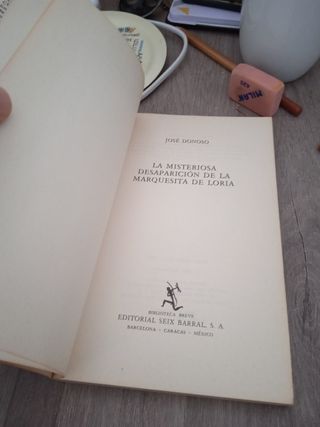 JOSÉ DONOSO
LA MISTERIOSA
DESAPARICIÓN DE LA
MARQUESITA DE LORIA
BIBLIOTECA BREVE
EDITORIAL SEIX BARRAL, S. A.
BARCELONA - CARACAS - MÉXICO
MILAN